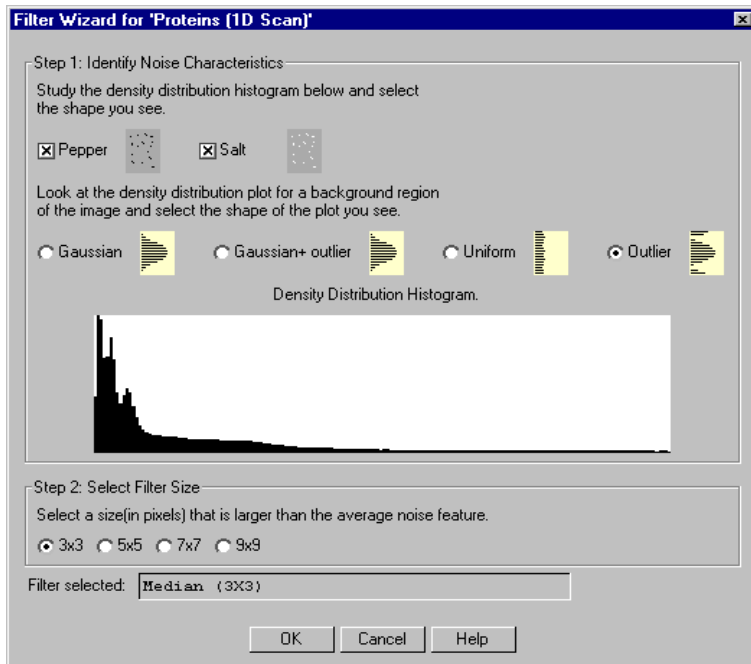 Filter Wizard for 'Proteins (1D Scan)'
Step 1: Identify Noise Characteristics
Study the density distribution histogram below and select
the shape you see.
Pepper Salt
Look at the density distribution plot for a background region
of the image and select the shape of the plot you see.
Gaussian Gaussian+ outlier Uniform Outlier
Density Distribution Histogram.
Step 2: Select Filter Size
Select a size(in pixels) that is larger than the average noise feature.
3x3 5x5 7x7 9x9
Filter selected: Median (3X3)
OK Cancel Help